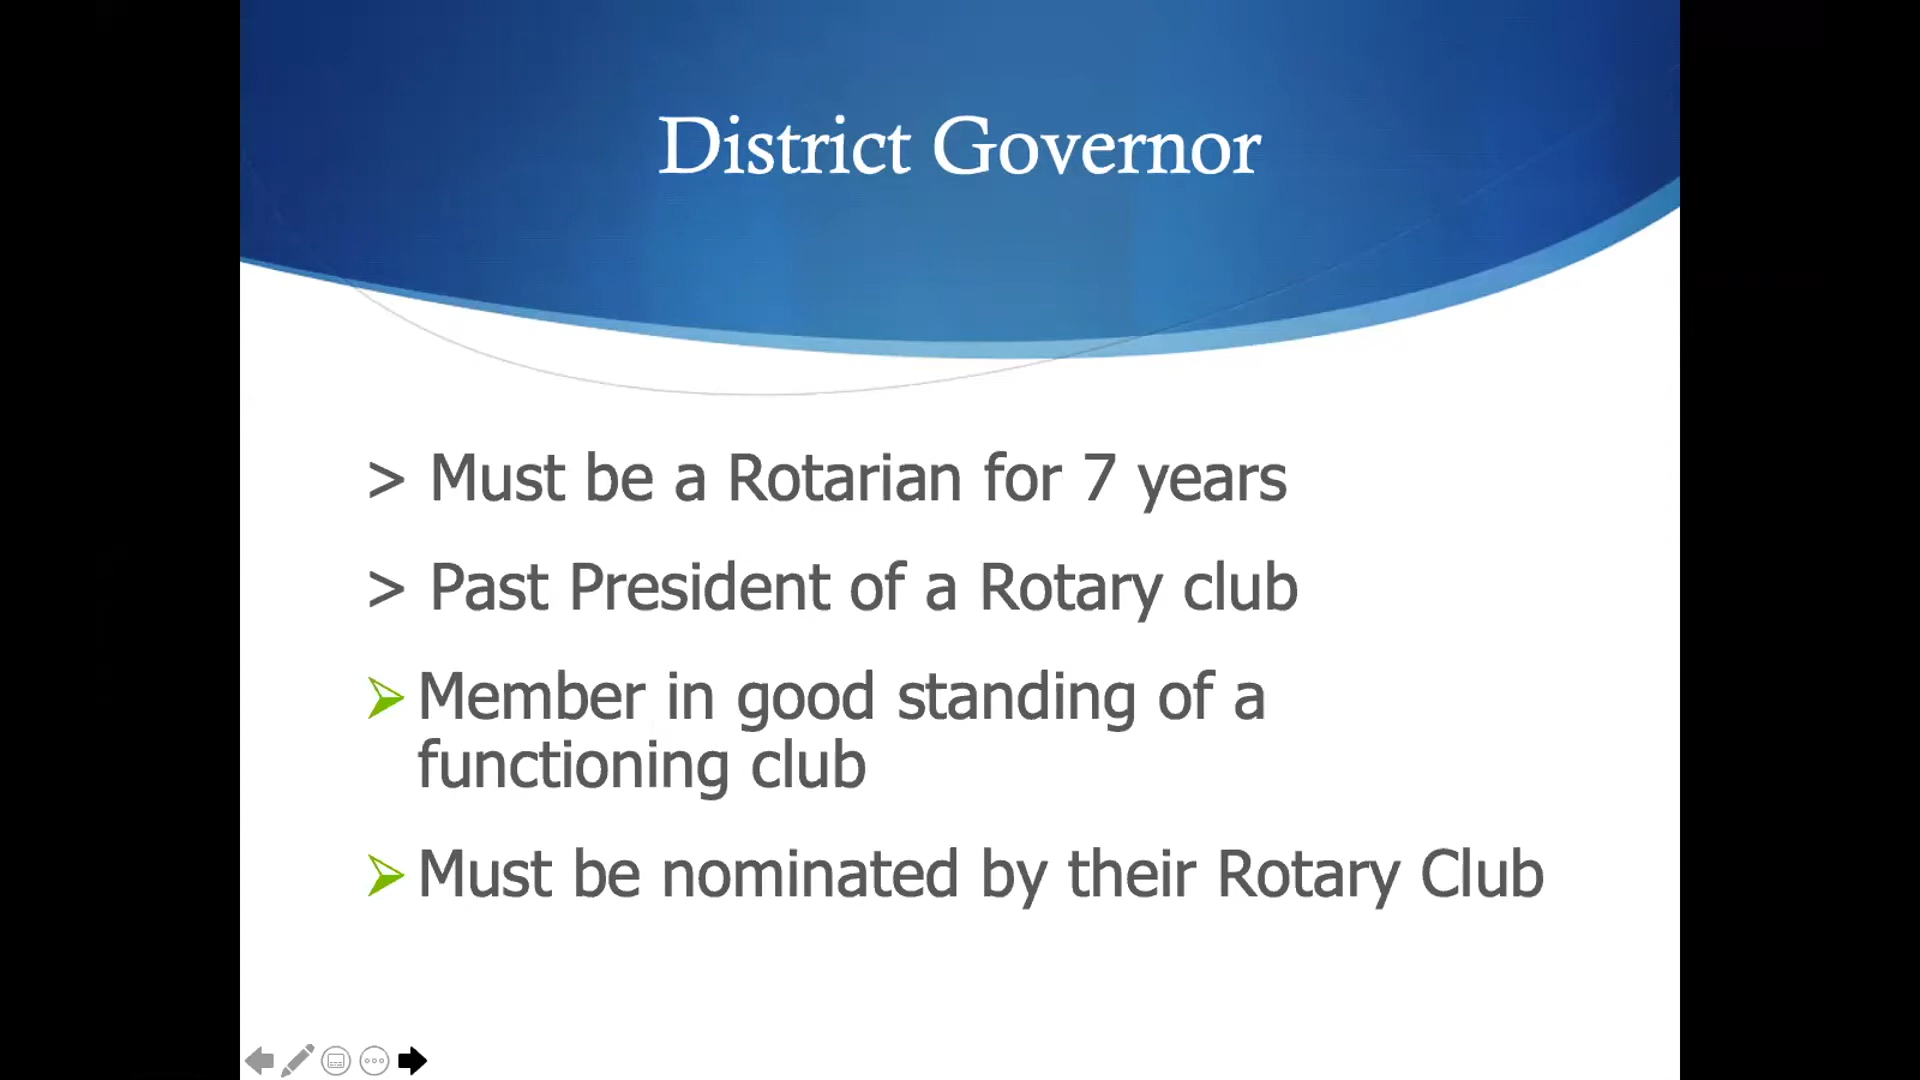 District Governor
> Must be a Rotarian for 7 years
> Past President of a Rotary club
Member in good standing of a
functioning club
Must be nominated by their Rotary Club